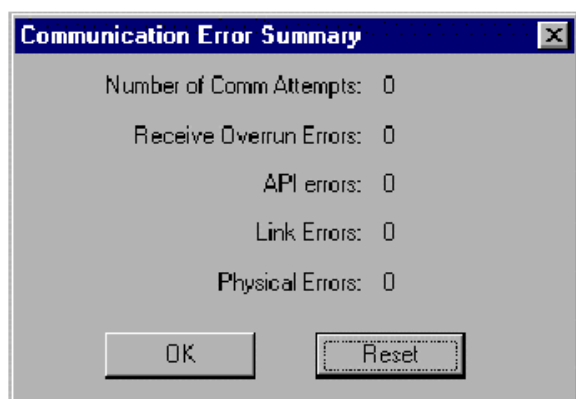 Communication Error Summary
Number of Comm Attempts: 0
Receive Overrun Errors: 0
API errors: 0
Link Errors: 0
Physical Errors: 0
OK Reset